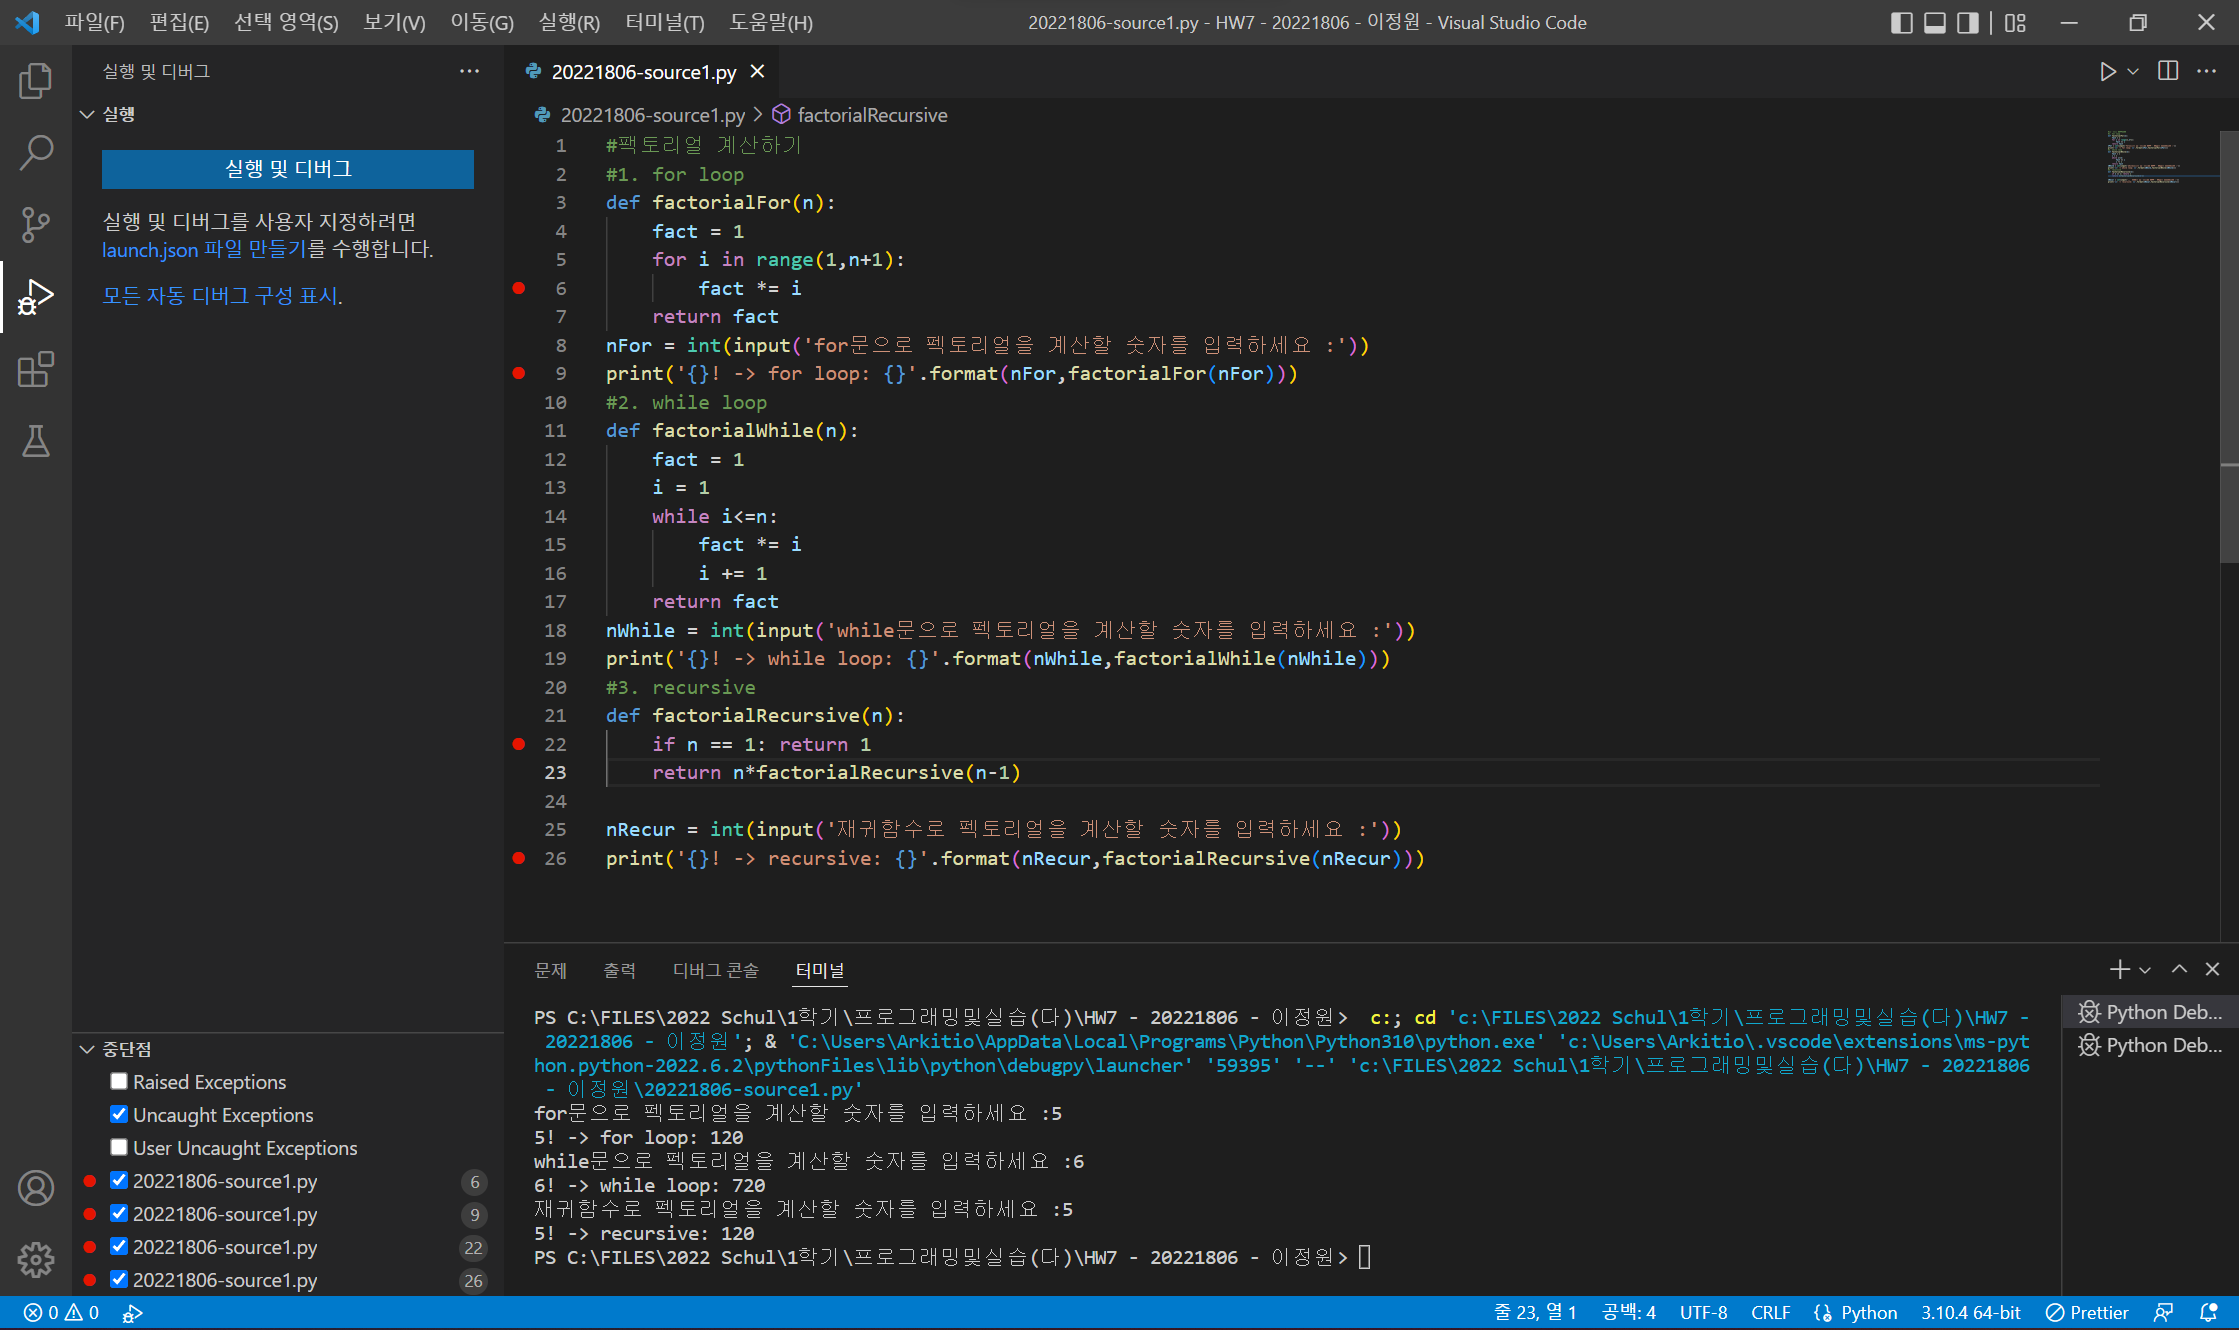 파일(F) 편집(E) 선택 영역(S) 보기(V) 이동(G) 실행(R) 터미널(T) 도움말(H)
20221806-source1.py - HW7 - 20221806 - 이정원 - Visual Studio Code
실행 및 디버그
실행
실행 및 디버그
실행 및 디버그를 사용자 지정하려면
launch.json 파일 만들기를 수행합니다.
모든 자동 디버그 구성 표시.
중단점
Raised Exceptions
Uncaught Exceptions
User Uncaught Exceptions
20221806-source1.py 6
20221806-source1.py 9
20221806-source1.py 22
20221806-source1.py 26
20221806-source1.py
20221806-source1.py > factorialRecursive
1 #팩토리얼 계산하기
2 #1. for loop
3 def factorialFor(n):
4     fact = 1
5     for i in range(1,n+1):
6         fact *= i
7     return fact
8 nFor = int(input('for문으로 펙토리얼을 계산할 숫자를 입력하세요 :'))
9 print('{}! -> for loop: {}'.format(nFor,factorialFor(nFor)))
10 #2. while loop
11 def factorialWhile(n):
12     fact = 1
13     i = 1
14     while i<=n:
15         fact *= i
16         i += 1
17     return fact
18 nWhile = int(input('while문으로 펙토리얼을 계산할 숫자를 입력하세요 :'))
19 print('{}! -> while loop: {}'.format(nWhile,factorialWhile(nWhile)))
20 #3. recursive
21 def factorialRecursive(n):
22     if n == 1: return 1
23     return n*factorialRecursive(n-1)
24
25 nRecur = int(input('재귀함수로 펙토리얼을 계산할 숫자를 입력하세요 :'))
26 print('{}! -> recursive: {}'.format(nRecur,factorialRecursive(nRecur)))
문제 출력 디버그 콘솔 터미널
PS C:\FILES\2022 Schul\1학기\프로그래밍및실습(다)\HW7 - 20221806 - 이정원>  c:; cd 'c:\FILES\2022 Schul\1학기\프로그래밍및실습(다)\HW7 -
 20221806 - 이정원'; & 'C:\Users\Arkitio\AppData\Local\Programs\Python\Python310\python.exe' 'c:\Users\Arkitio\.vscode\extensions\ms-pyt
hon.python-2022.6.2\pythonFiles\lib\python\debugpy\launcher' '59395' '--' 'c:\FILES\2022 Schul\1학기\프로그래밍및실습(다)\HW7 - 20221806
 - 이정원\20221806-source1.py'
for문으로 펙토리얼을 계산할 숫자를 입력하세요 :5
5! -> for loop: 120
while문으로 펙토리얼을 계산할 숫자를 입력하세요 :6
6! -> while loop: 720
재귀함수로 펙토리얼을 계산할 숫자를 입력하세요 :5
5! -> recursive: 120
PS C:\FILES\2022 Schul\1학기\프로그래밍및실습(다)\HW7 - 20221806 - 이정원>
Python Deb...
Python Deb...
0 0 줄 23, 열 1 공백: 4 UTF-8 CRLF Python 3.10.4 64-bit Prettier